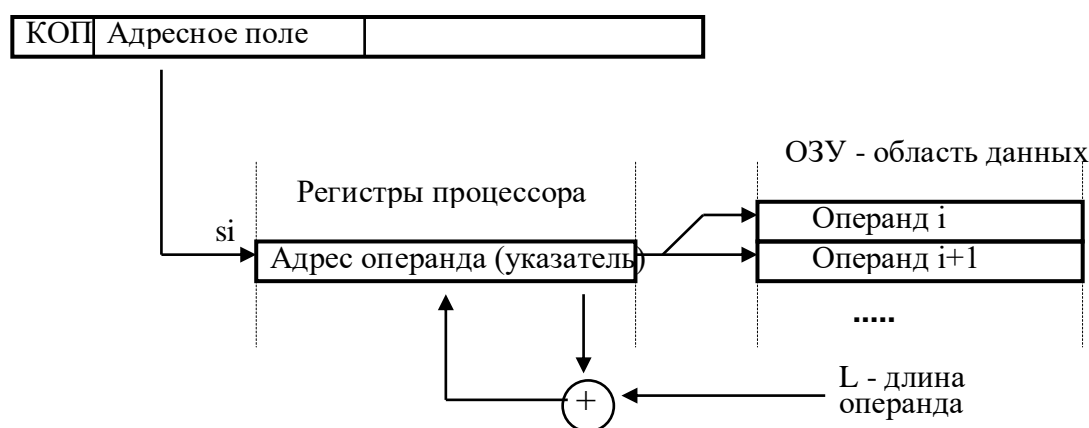 КОП Адресное поле
ОЗУ - область данных
Регистры процессора
si
Операнд i
Адрес операнда (указатель)
Операнд i+1
.....
L - длина
операнда
+